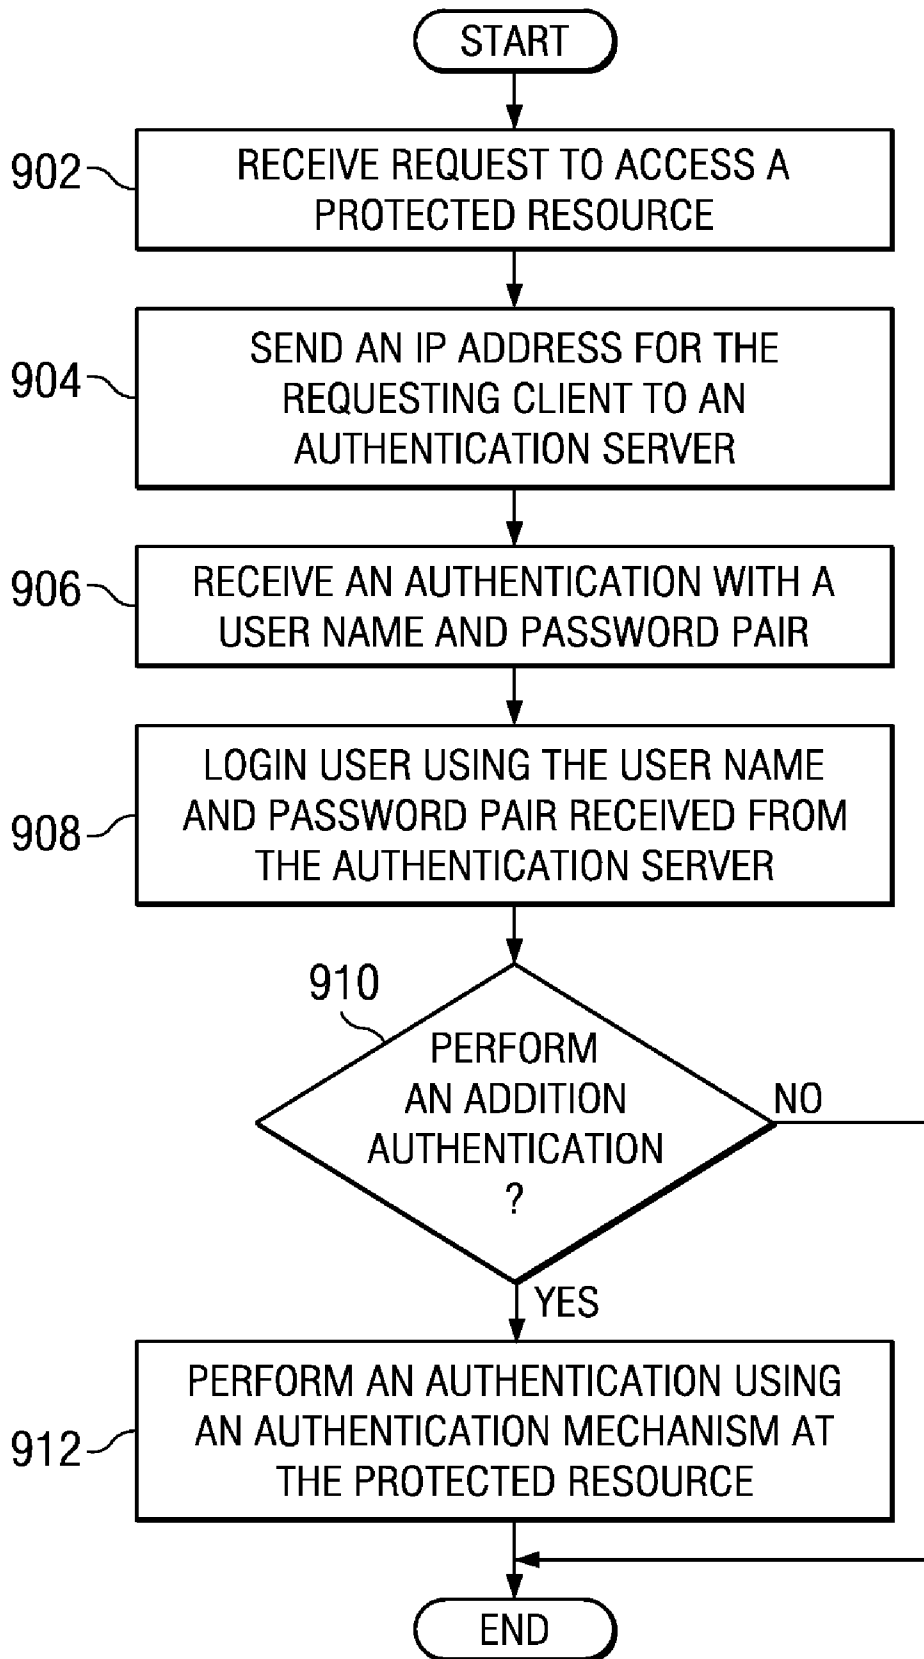 START
902
RECEIVE REQUEST TO ACCESS A
PROTECTED RESOURCE
904
SEND AN IP ADDRESS FOR THE
REQUESTING CLIENT TO AN
AUTHENTICATION SERVER
906
RECEIVE AN AUTHENTICATION WITH A
USER NAME AND PASSWORD PAIR
908
LOGIN USER USING THE USER NAME
AND PASSWORD PAIR RECEIVED FROM
THE AUTHENTICATION SERVER
910
PERFORM
AN ADDITION
AUTHENTICATION
?
NO
YES
912
PERFORM AN AUTHENTICATION USING
AN AUTHENTICATION MECHANISM AT
THE PROTECTED RESOURCE
END